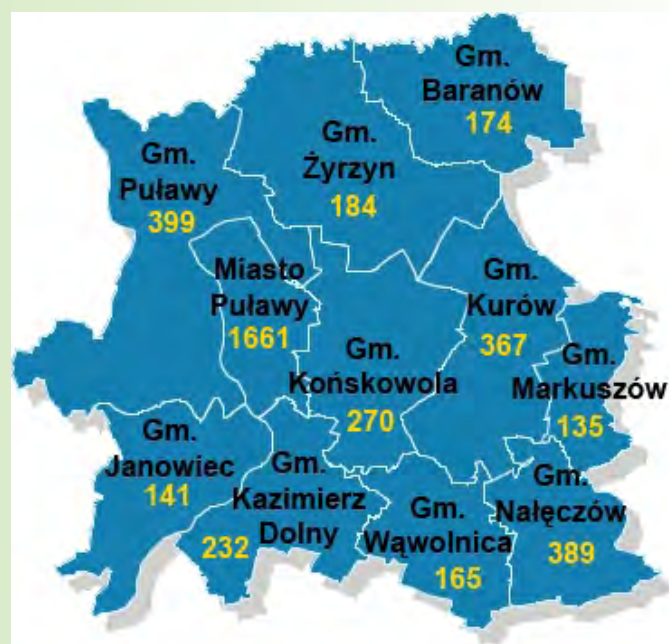 Gm.
Baranów
174
Gm.
Żyrzyn
184
Gm.
Puławy
399
Miasto
Puławy
1661
Gm.
Kurów
367
Gm.
Końskowola
270
Gm.
Markuszów
135
Gm.
Janowiec
141
Gm.
Kazimierz
Dolny
232
Gm.
Wąwolnica
165
Gm.
Nałęczów
389